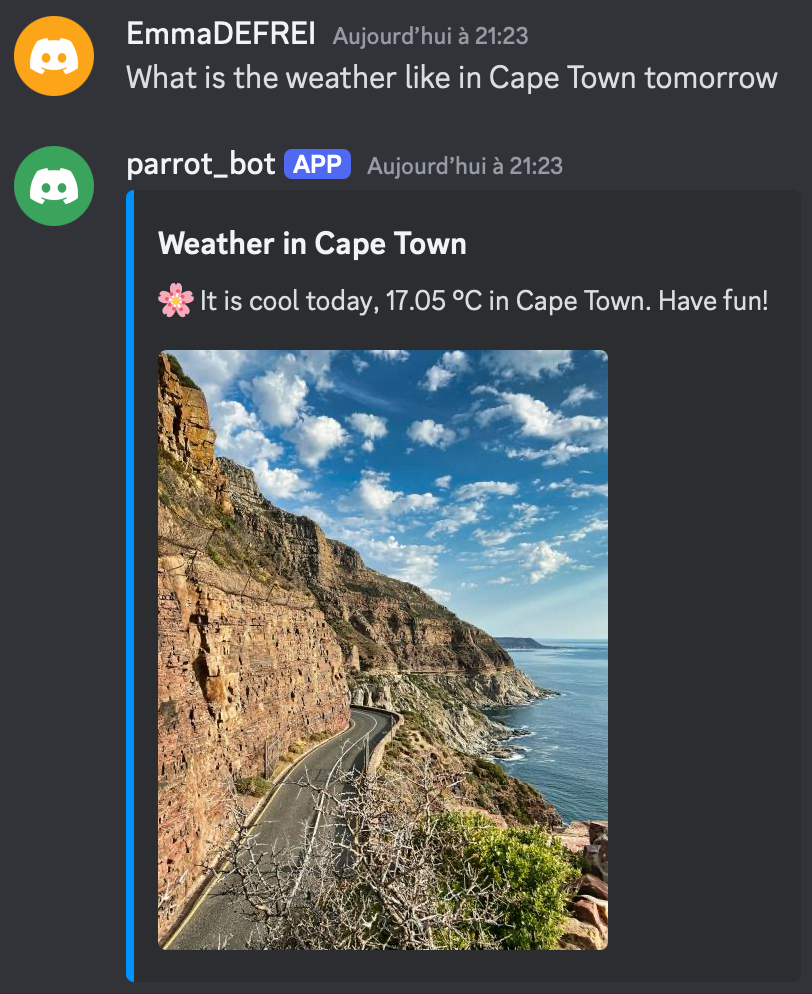 EmmaDEFREI Aujourd’hui à 21:23
What is the weather like in Cape Town tomorrow
parrot_bot APP Aujourd’hui à 21:23
Weather in Cape Town
🌸 It is cool today, 17.05 °C in Cape Town. Have fun!